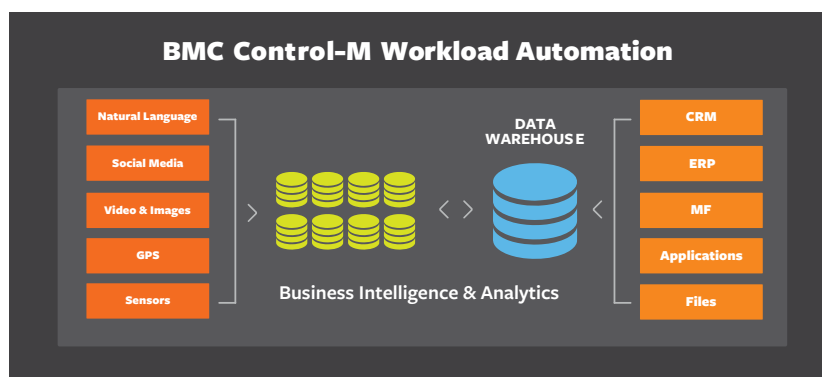 BMC Control-M Workload Automation
Natural Language
Social Media
Video & Images
GPS
Sensors
DATA
WAREHOUSE
Business Intelligence & Analytics
CRM
ERP
MF
Applications
Files